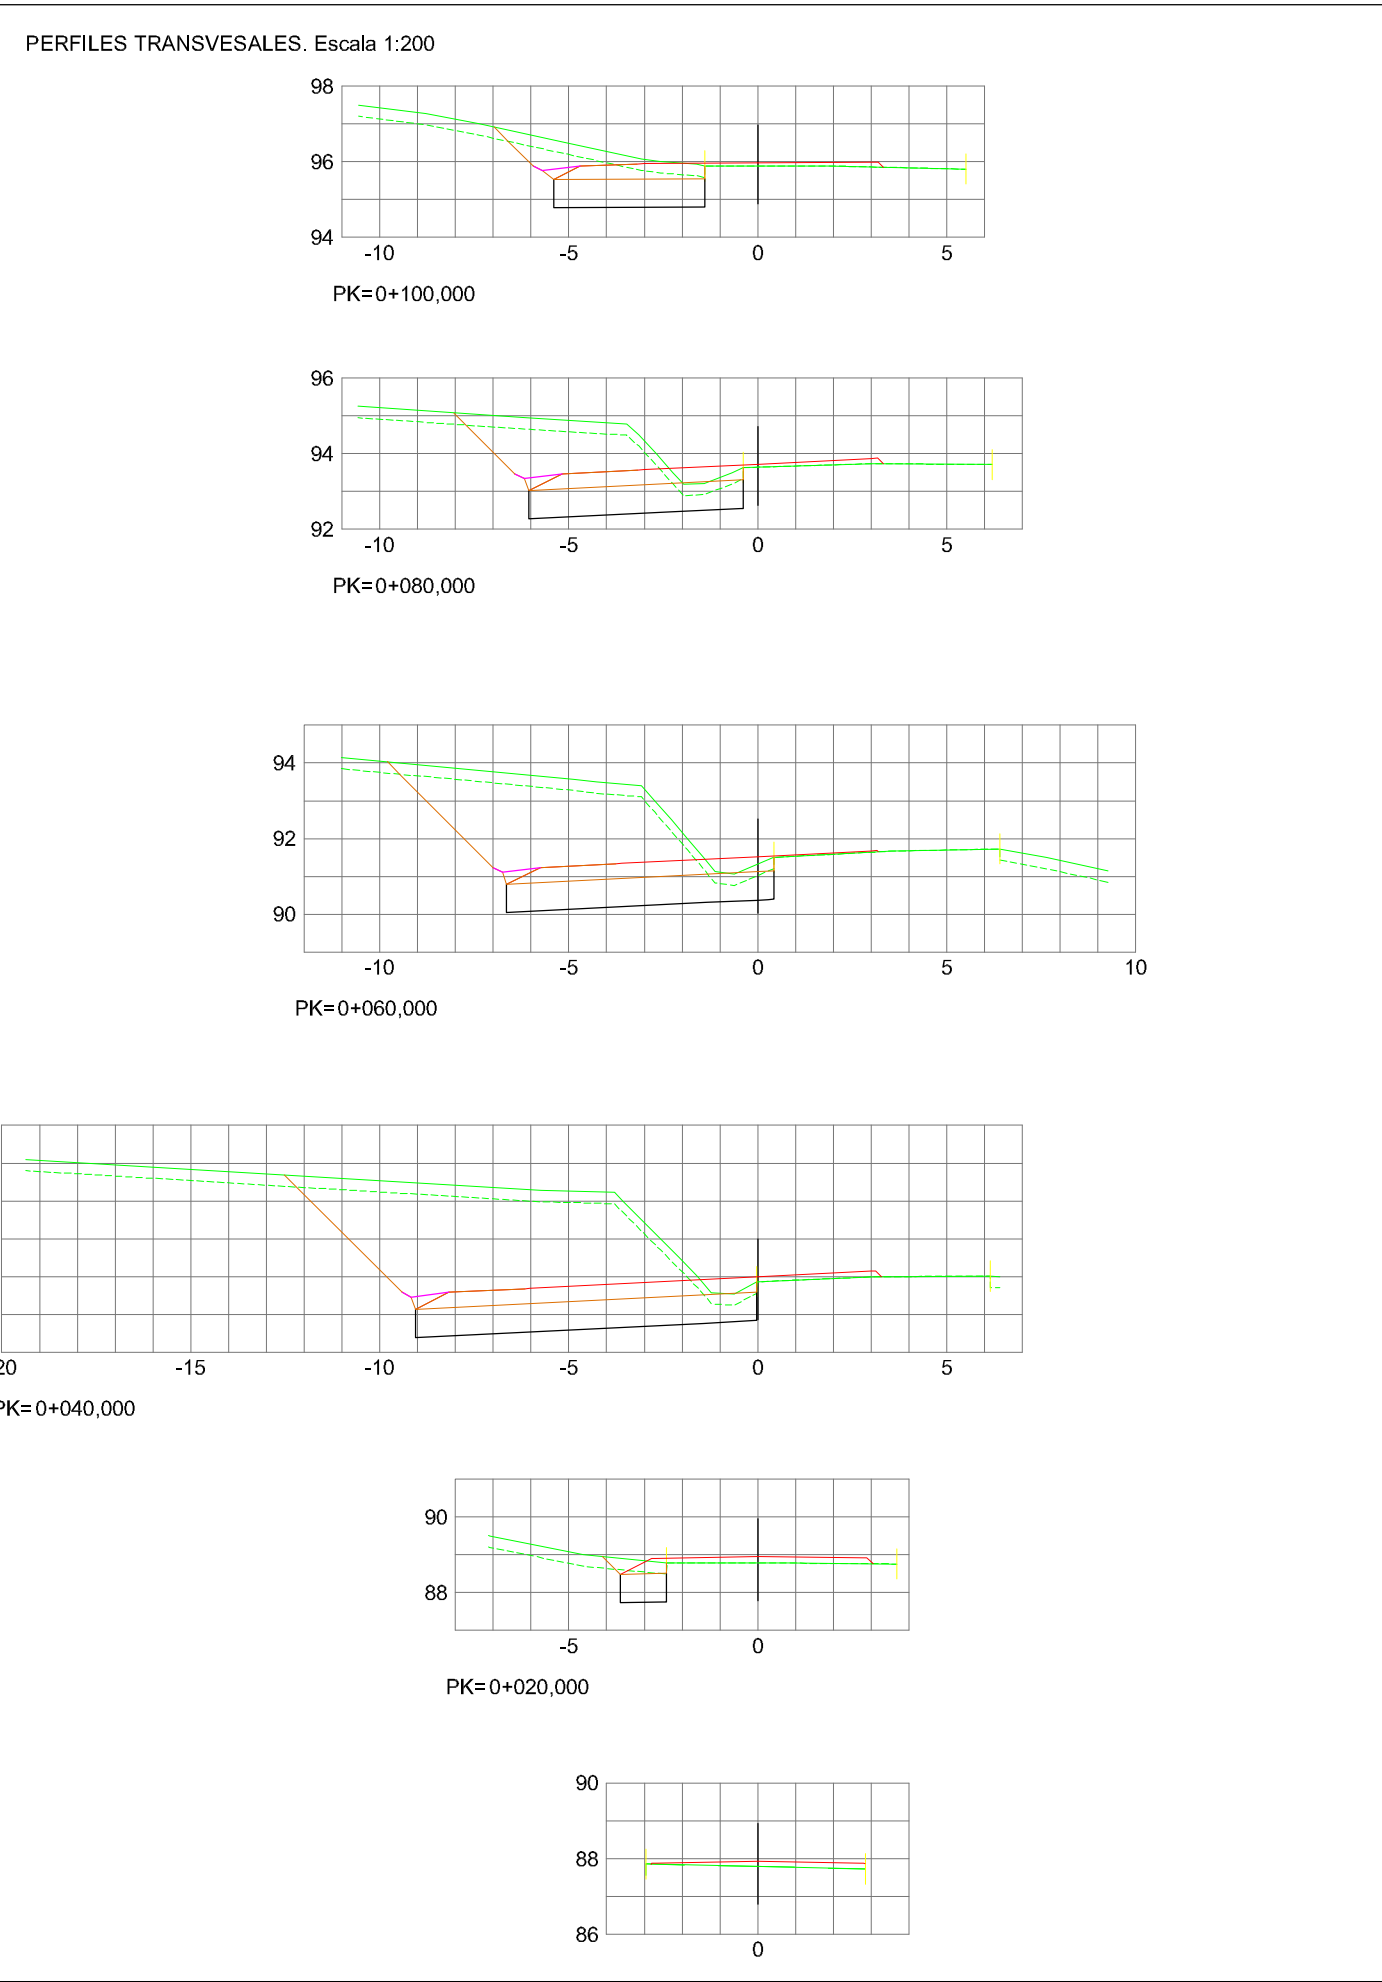 PERFILES TRANSVESALES. Escala 1:200
98
96
94
-10 -5 0 5
PK=0+100,000
96
94
92
-10 -5 0 5
PK=0+080,000
94
92
90
-10 -5 0 5 10
PK=0+060,000
20 -15 -10 -5 0 5
PK=0+040,000
90
88
-5 0
PK=0+020,000
90
88
86
0